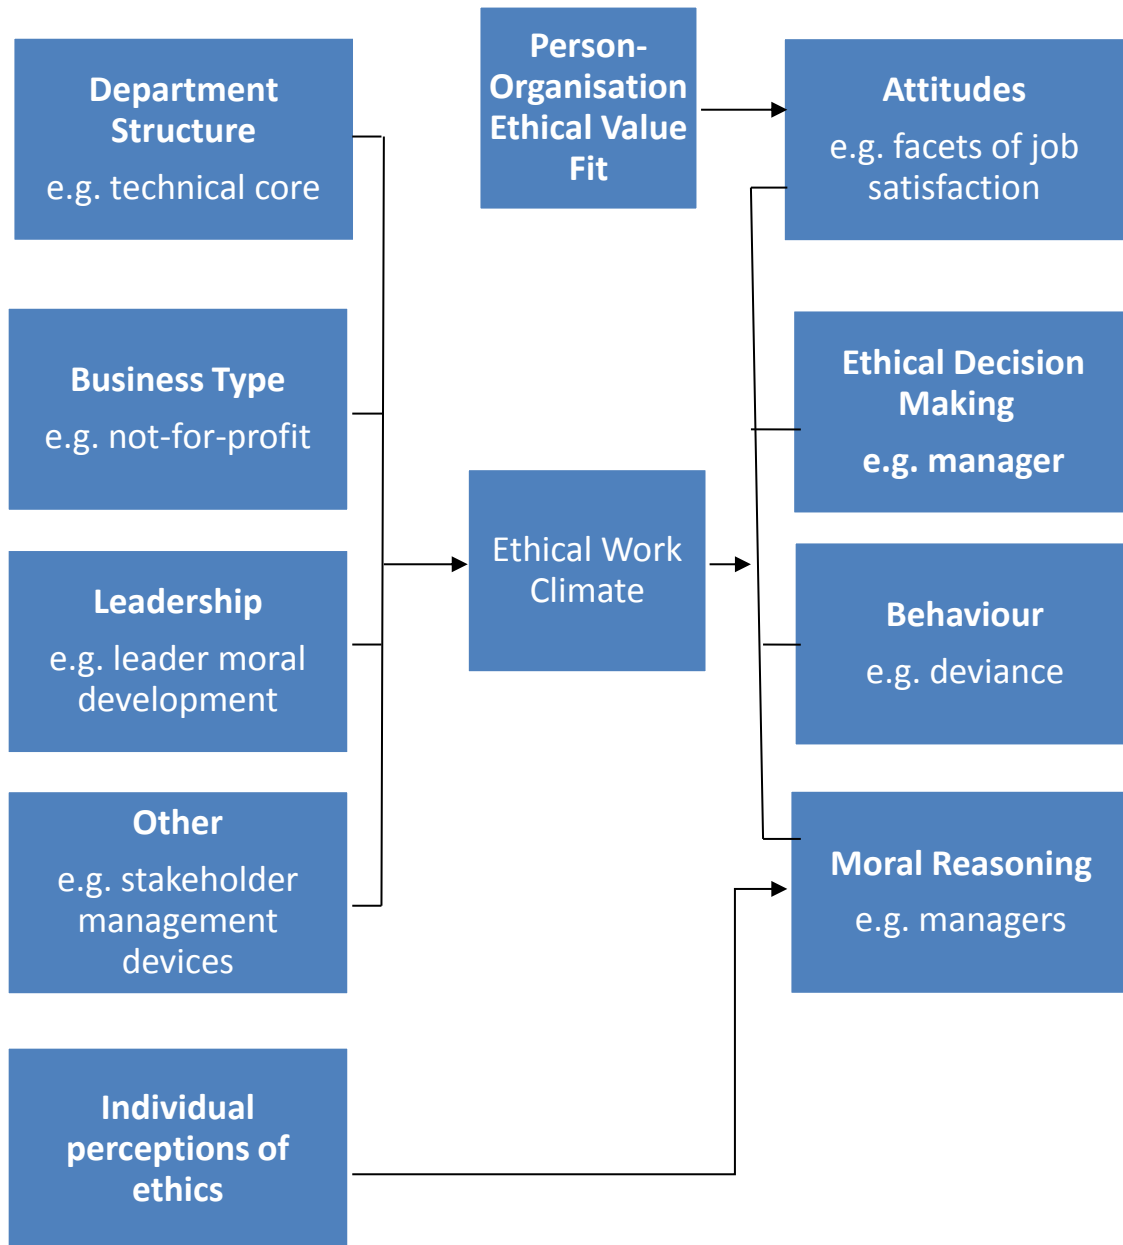 Department
Structure
e.g. technical core
Business Type
e.g. not-for-profit
Leadership
e.g. leader moral
development
Other
e.g. stakeholder
management
devices
Individual
perceptions of
ethics
Person-
Organisation
Ethical Value
Fit
Ethical Work
Climate
Attitudes
e.g. facets of job
satisfaction
Ethical Decision
Making
e.g. manager
Behaviour
e.g. deviance
Moral Reasoning
e.g. managers